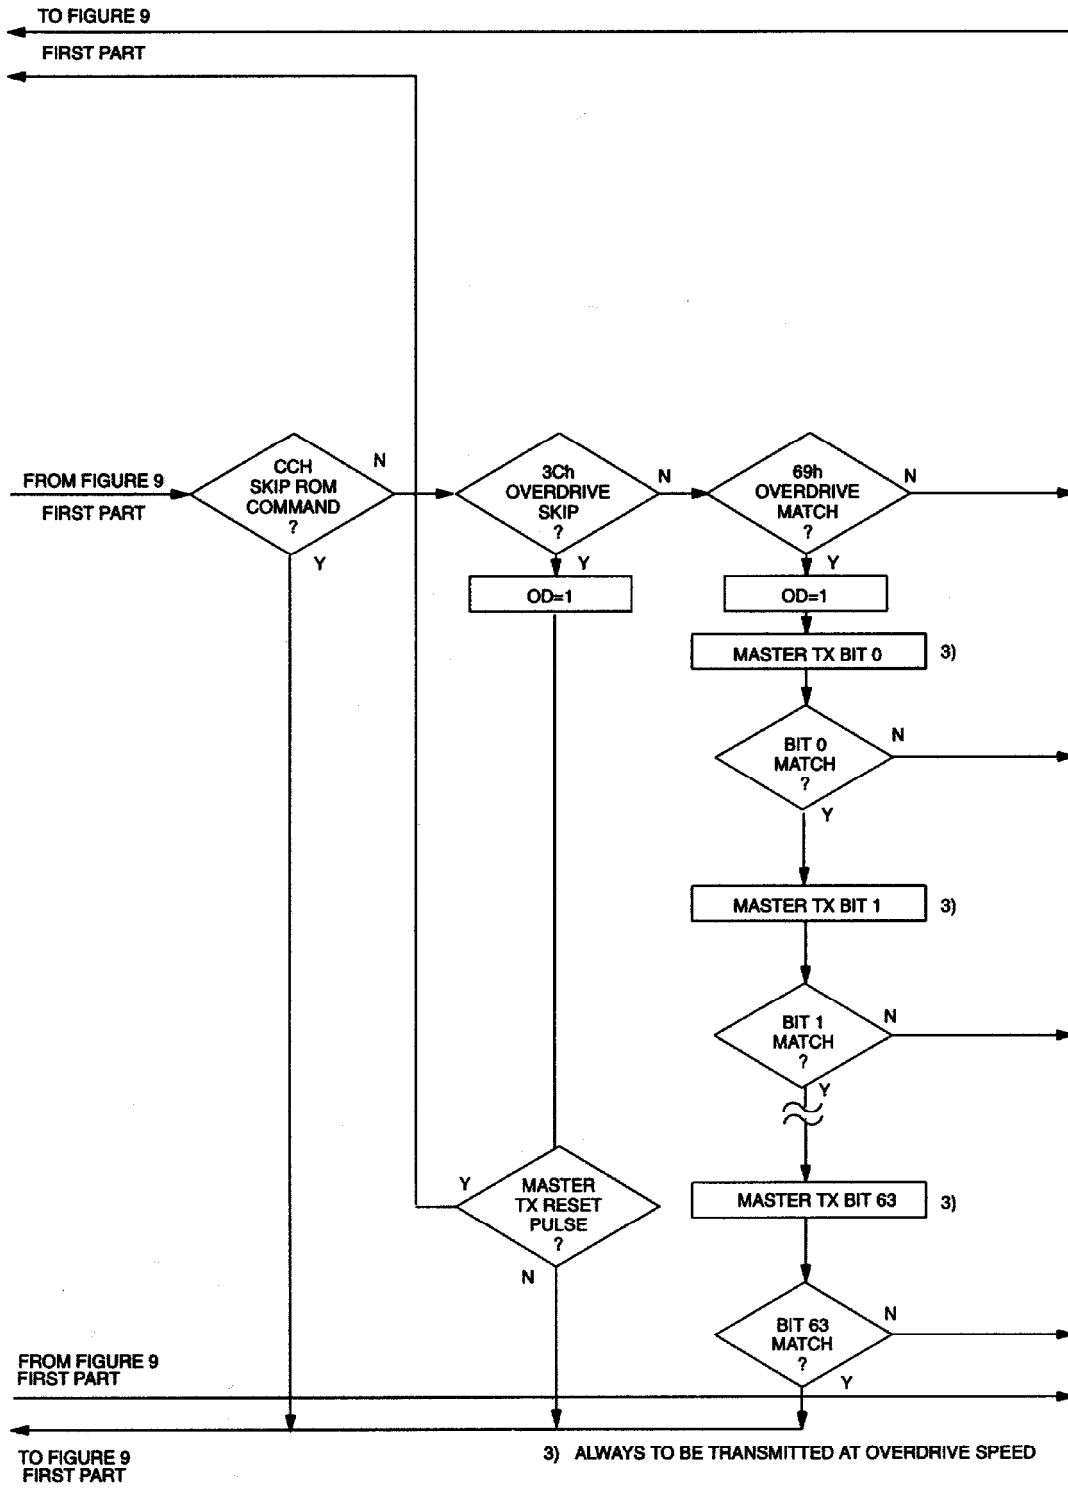 TO FIGURE 9
FIRST PART
FROM FIGURE 9
FIRST PART
CCH
SKIP ROM
COMMAND
?
N
Y
3Ch
OVERDRIVE
SKIP
?
N
Y
OD=1
69h
OVERDRIVE
MATCH
?
N
Y
OD=1
MASTER TX BIT 0
3)
BIT 0
MATCH
?
N
Y
MASTER TX BIT 1
3)
BIT 1
MATCH
?
N
Y
MASTER
TX RESET
PULSE
?
Y
N
MASTER TX BIT 63
3)
BIT 63
MATCH
?
N
Y
FROM FIGURE 9
FIRST PART
TO FIGURE 9
FIRST PART
3) ALWAYS TO BE TRANSMITTED AT OVERDRIVE SPEED